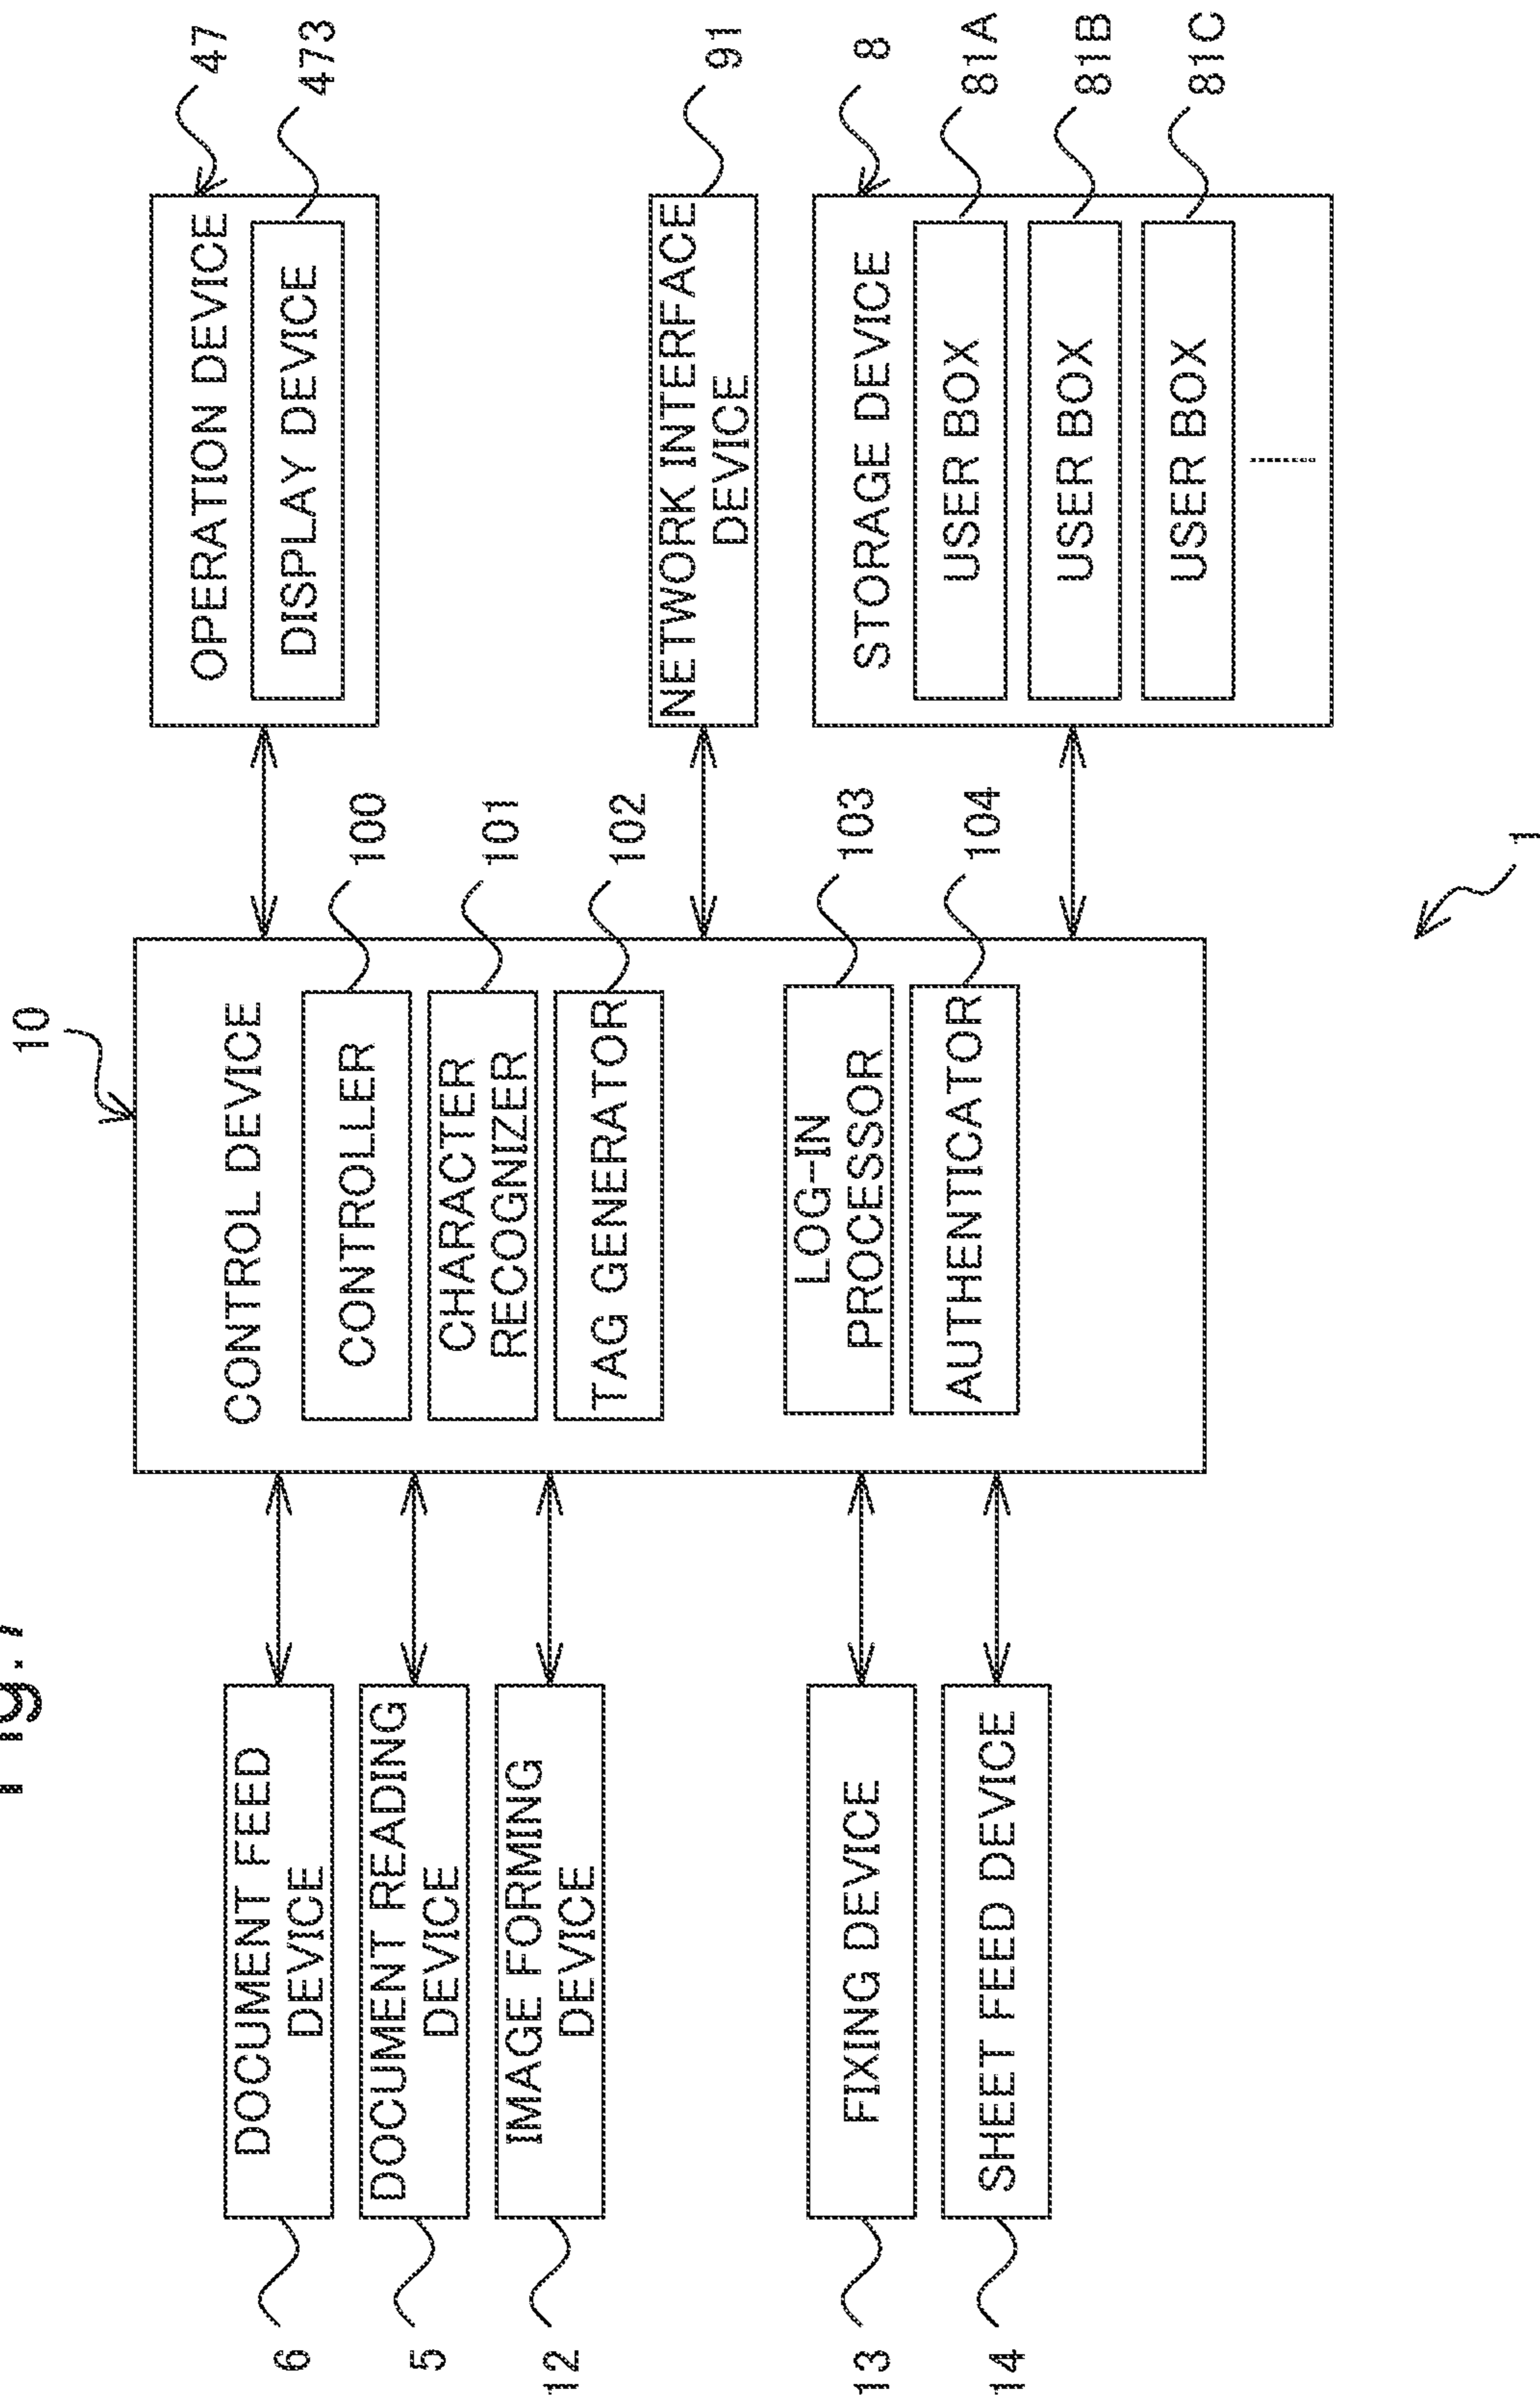 Fig.7
10
6
DOCUMENT FEED
DEVICE
5
DOCUMENT READING
DEVICE
12
IMAGE FORMING
DEVICE
13
FIXING DEVICE
14
SHEET FEED DEVICE
CONTROL DEVICE
CONTROLLER
100
CHARACTER
RECOGNIZER
101
TAG GENERATOR
102
LOG-IN
PROCESSOR
103
AUTHENTICATOR
104
OPERATION DEVICE
47
DISPLAY DEVICE
473
NETWORK INTERFACE
DEVICE
91
STORAGE DEVICE
8
USER BOX
81A
USER BOX
81B
USER BOX
81C
1